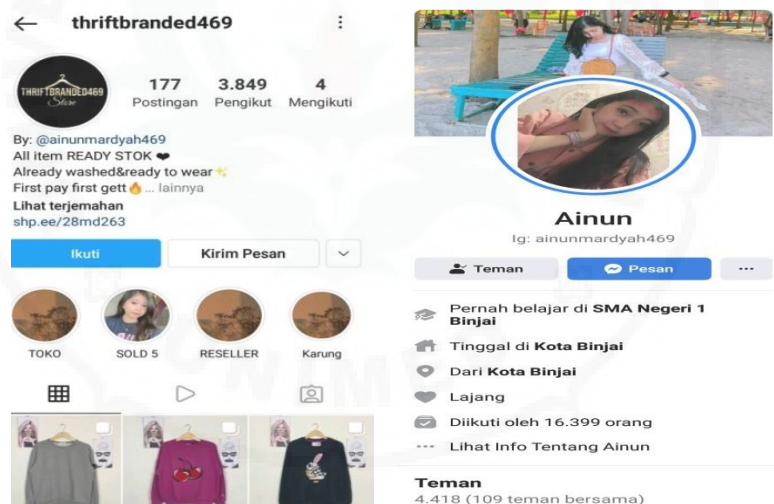 thriftbranded469
THRIFTBRANDED469
Store
177
3.849
4
Postingan
Pengikut
Mengikuti
By: @ainunmardyah469
All item READY STOK ❤
Already washed&ready to wear✨
First pay first gett🔥... lainnya
Lihat terjemahan
shp.ee/28md263
Ikuti
Kirim Pesan
TOKO
SOLD 5
RESELLER
Karung
Ainun
Ig: ainunmardyah469
Teman
Pesan
Pernah belajar di SMA Negeri 1
Binjai
Tinggal di Kota Binjai
Dari Kota Binjai
Lajang
Diikuti oleh 16.399 orang
Lihat Info Tentang Ainun
Teman
4.418 (109 teman bersama)